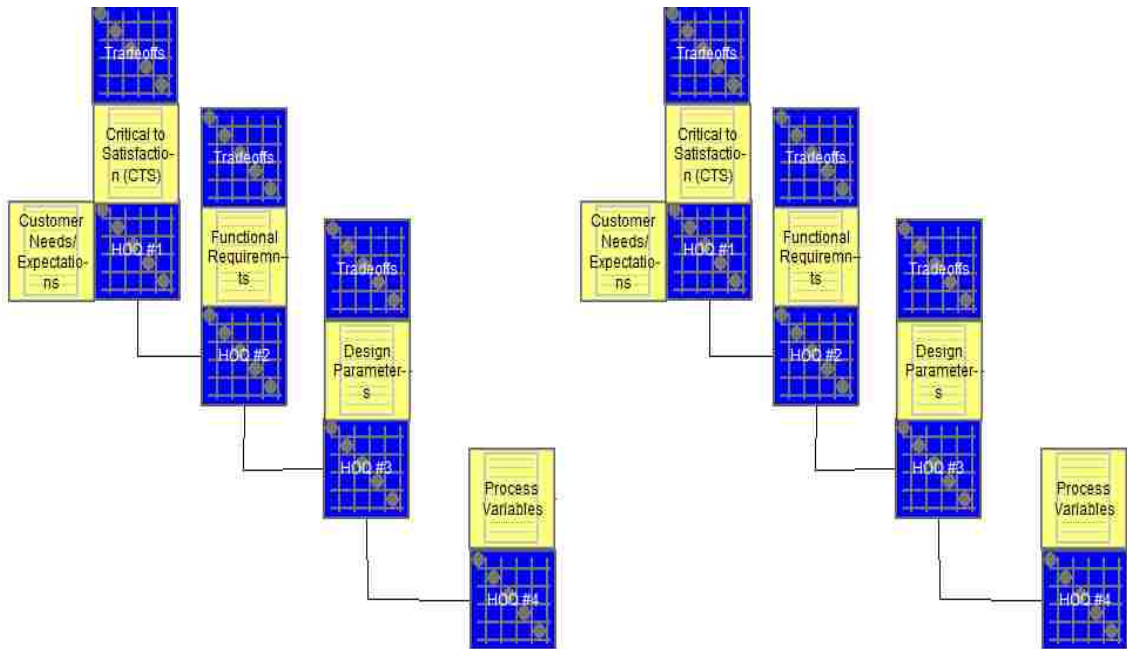 Tradeoffs
Critical to
Satisfactio-
n (CTS)
Customer
Needs/
Expectatio-
ns
HOQ #1
Tradeoffs
Functional
Requiremn-
ts
HOQ #2
Tradeoffs
Design
Parameter-
s
HOQ #3
Process
Variables
HOQ #4
Tradeoffs
Critical to
Satisfactio-
n (CTS)
Customer
Needs/
Expectatio-
ns
HOQ #1
Tradeoffs
Functional
Requiremn-
ts
HOQ #2
Tradeoffs
Design
Parameter-
s
HOQ #3
Process
Variables
HOQ #4